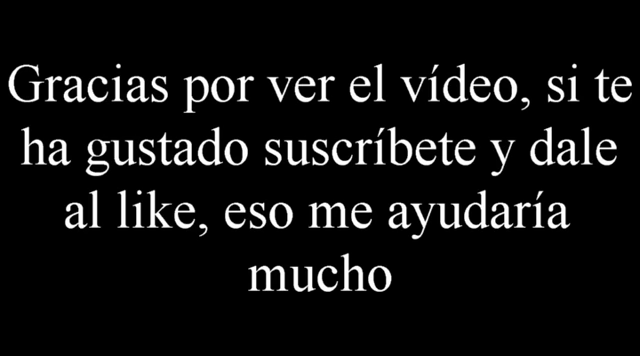 Gracias por ver el vídeo, si te
ha gustado suscríbete y dale
al like, eso me ayudaría
mucho